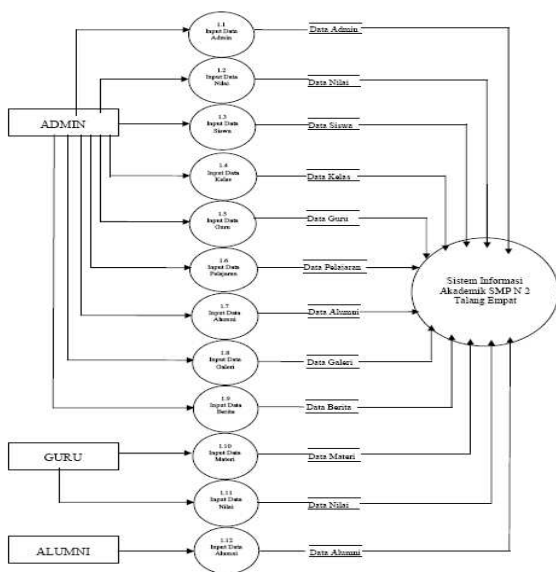 1.1
Input Data
Admin
Data Admin
1.2
Input Data
Nilai
Data Nilai
ADMIN
1.3
Input Data
Siswa
Data Siswa
1.4
Input Data
Kelas
Data Kelas
1.5
Input Data
Guru
Data Guru
1.6
Input Data
Pelajaran
Data Pelajaran
Sistem Informasi
Akademik SMP N 2
Talang Empat
1.7
Input Data
Alumni
Data Alumni
1.8
Input Data
Galeri
Data Galeri
1.9
Input Data
Berita
Data Berita
GURU
1.10
Input Data
Materi
Data Materi
1.11
Input Data
Nilai
Data Nilai
ALUMNI
1.12
Input Data
Alumni
Data Alumni